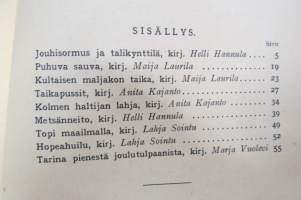 SISÄLLYS.
Sivu
Jouhisormus ja talikynttilä, kirj. Helli Hannula 5
Puhuva sauva, kirj. Maija Laurila 19
Kultaisen maljakon taika, kirj. Maija Laurila 23
Taikapussit, kirj. Anita Kajanto 27
Kolmen haltijan lahja, kirj. Anita Kajanto 34
Metsänneito, kirj. Helli Hannula 39
Topi maailmalla, kirj. Lahja Sointu 49
Hopeahuilu, kirj. Lahja Sointu 52
Tarina pienestä joulutulpaanista, kirj. Marja Vuolevi 55